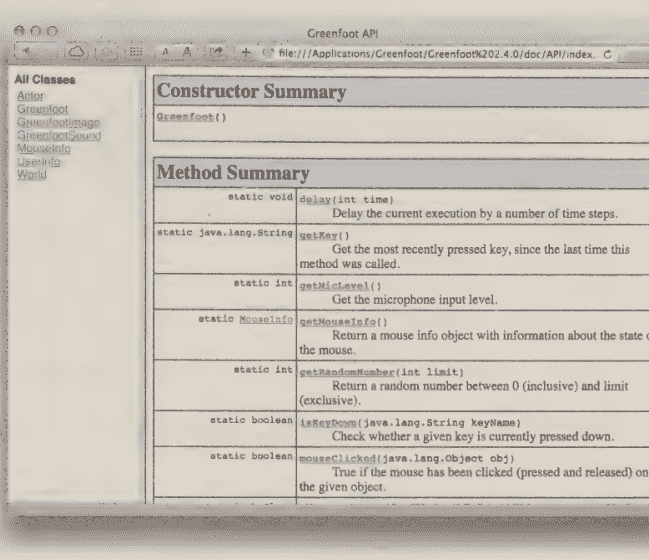 Greenfoot API
A A + file:///Applications/Greenfoot/Greenfoot%202.4.0/doc/API/index.
All Classes
Actor
Greenfoot
GreenfootImage
GreenfootSound
MouseInfo
UserInfo
World
Constructor Summary
Greenfoot()
Method Summary
static void delay(int time)
Delay the current execution by a number of time steps.
static java.lang.String getKey()
Get the most recently pressed key, since the last time this
method was called.
static int getMicLevel()
Get the microphone input level.
static MouseInfo getMouseInfo()
Return a mouse info object with information about the state
the mouse.
static int getRandomNumber(int limit)
Return a random number between 0 (inclusive) and limit
(exclusive).
static boolean isKeyDown(java.lang.String keyName)
Check whether a given key is currently pressed down.
static boolean mouseClicked(java.lang.Object obj)
True if the mouse has been clicked (pressed and released) on
the given object.